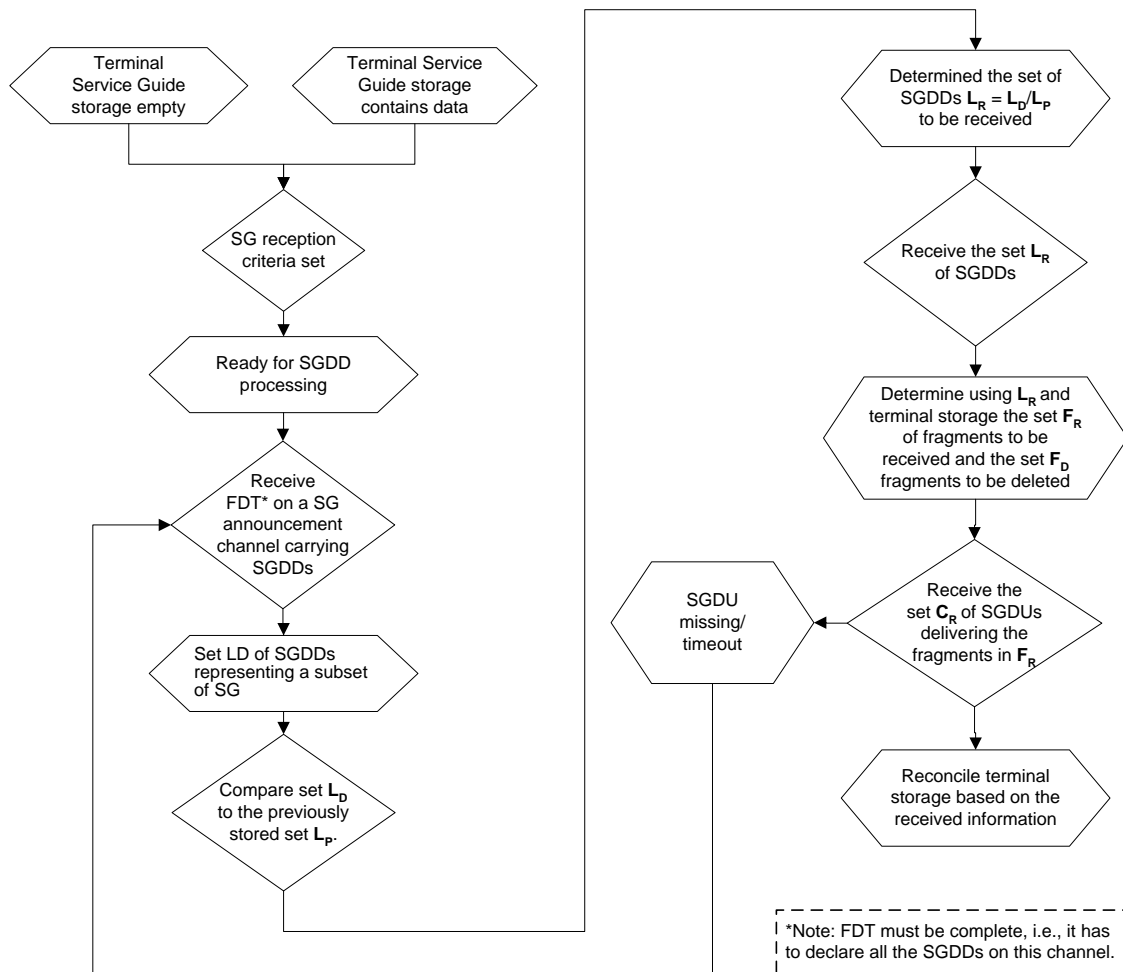 Terminal
Service Guide
storage empty
Terminal Service
Guide storage
contains data
SG reception
criteria set
Ready for SGDD
processing
Receive
FDT* on a SG
announcement
channel carrying
SGDDs
Set LD of SGDDs
representing a subset
of SG
Compare set LD
to the previously
stored set LP.
Determined the set of
SGDDs LR = LD/LP
to be received
Receive the set LR
of SGDDs
Determine using LR and
terminal storage the set FR
of fragments to be
received and the set FD
fragments to be deleted
Receive the
set CR of SGDUs
delivering the
fragments in FR
SGDU
missing/
timeout
Reconcile terminal
storage based on the
received information
*Note: FDT must be complete, i.e., it has
to declare all the SGDDs on this channel.